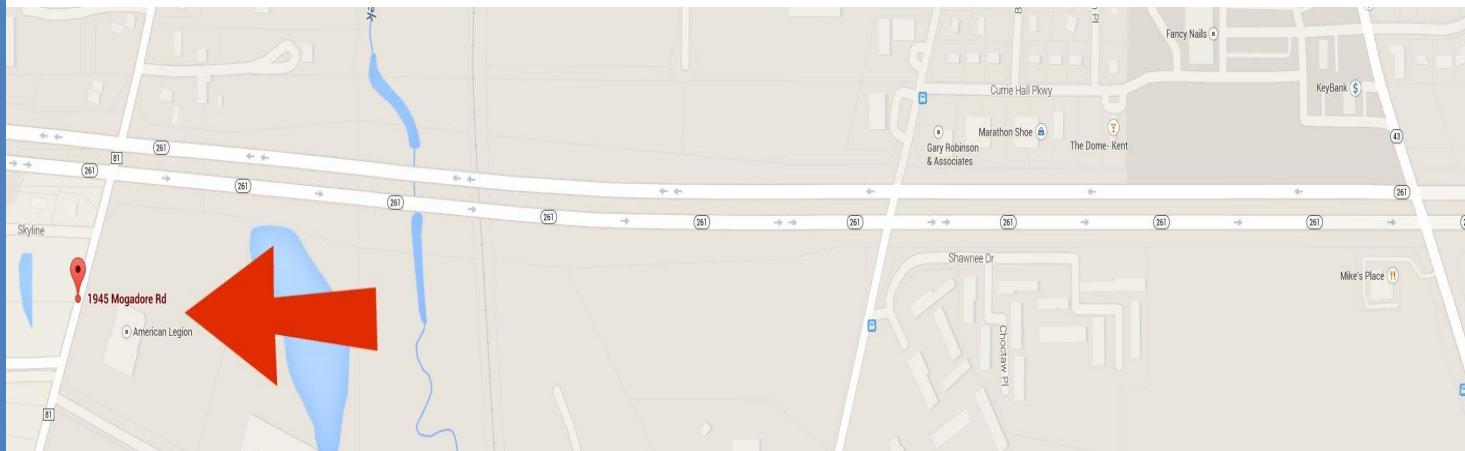 Fancy Nails
KeyBank
$
Currie Hall Pkwy
Marathon Shoe
The Dome- Kent
Gary Robinson
& Associates
43
81
261
261
261
261
261
261
261
261
261
261
261
261
Skyline
Shawnee Dr
Choctaw Pl
Mike's Place
1945 Mogadore Rd
American Legion
81